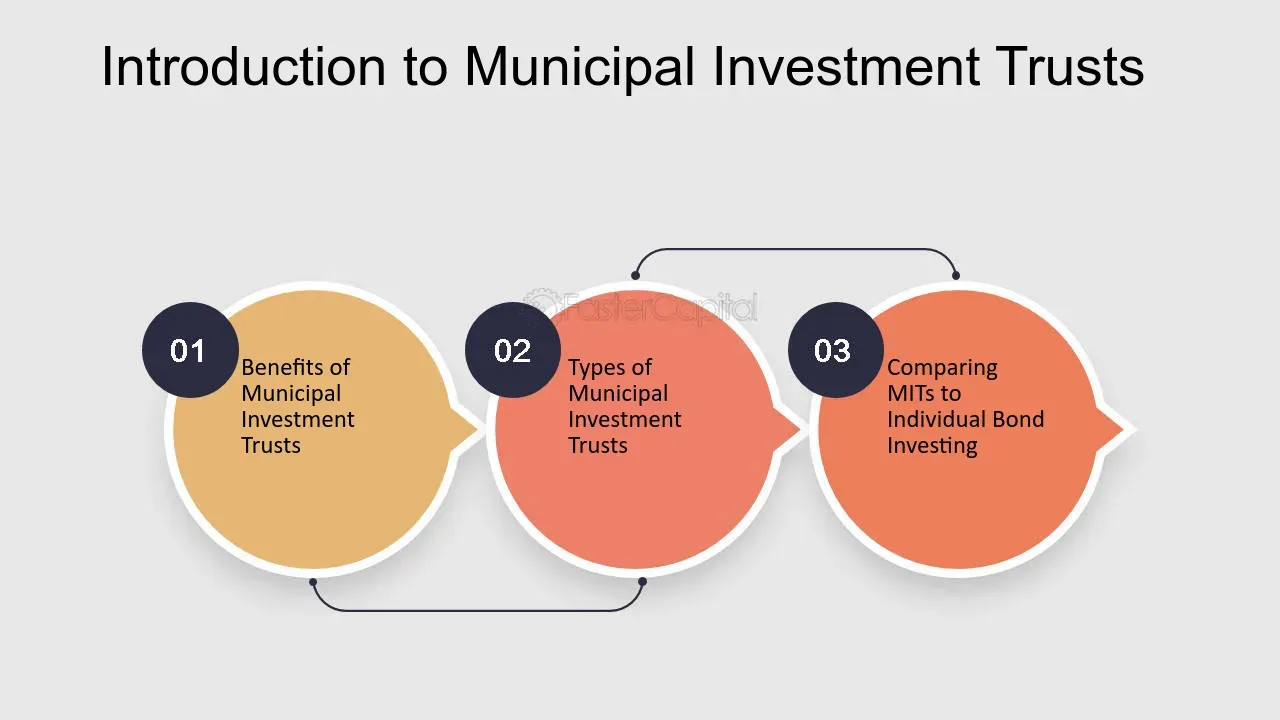 Introduction to Municipal Investment Trusts
FasterCapital
01
Benefits of
Municipal
Investment
Trusts
02
Types of
Municipal
Investment
Trusts
03
Comparing
MITs to
Individual Bond
Investing